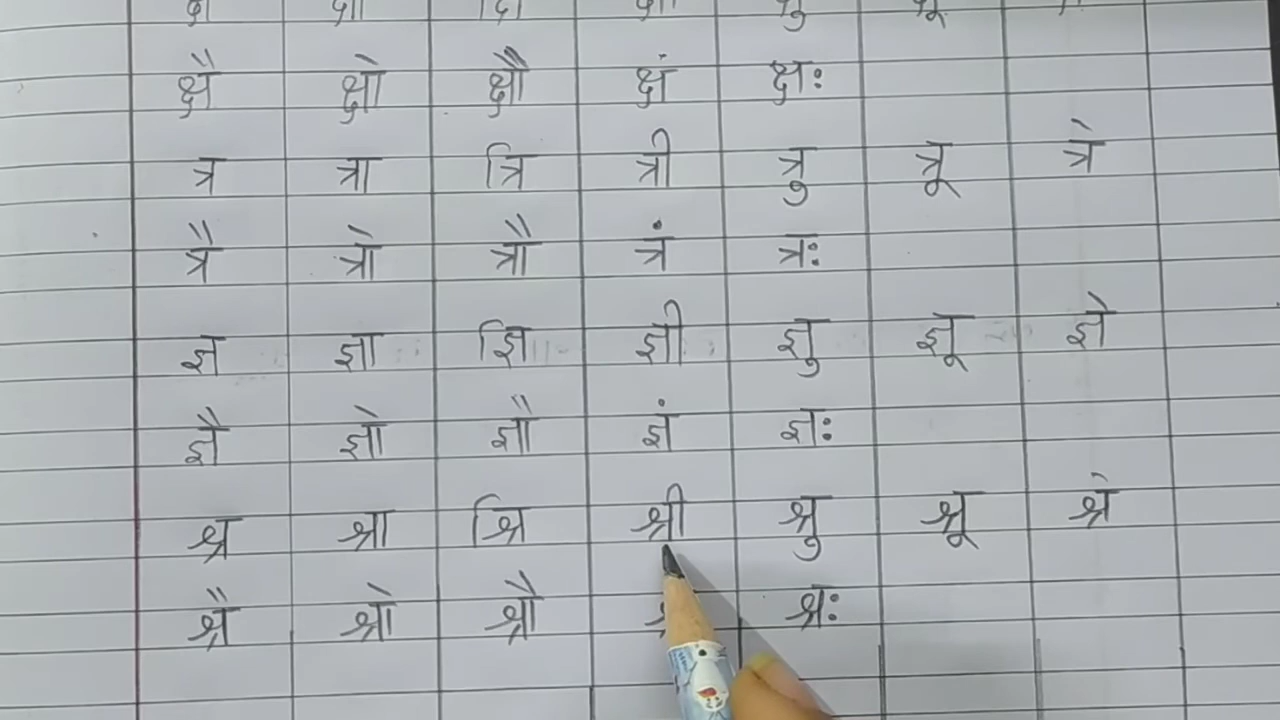 क्षै क्षो क्षौ क्षं क्षः
त्र त्रा त्रि त्री त्रु त्रू त्रे
त्रै त्रो त्रौ त्रं त्रः
ज्ञ ज्ञा ज्ञि ज्ञी ज्ञु ज्ञू ज्ञे
ज्ञै ज्ञो ज्ञौ ज्ञं ज्ञः
श्र श्रा श्रि श्री श्रु श्रू श्रे
श्रै श्रो श्रौ श्रः